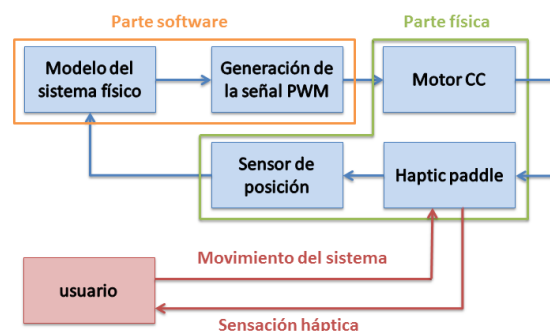 Parte software
Parte física
Modelo del
sistema físico
Generación de
la señal PWM
Motor CC
Sensor de
posición
Haptic paddle
Movimiento del sistema
usuario
Sensación háptica